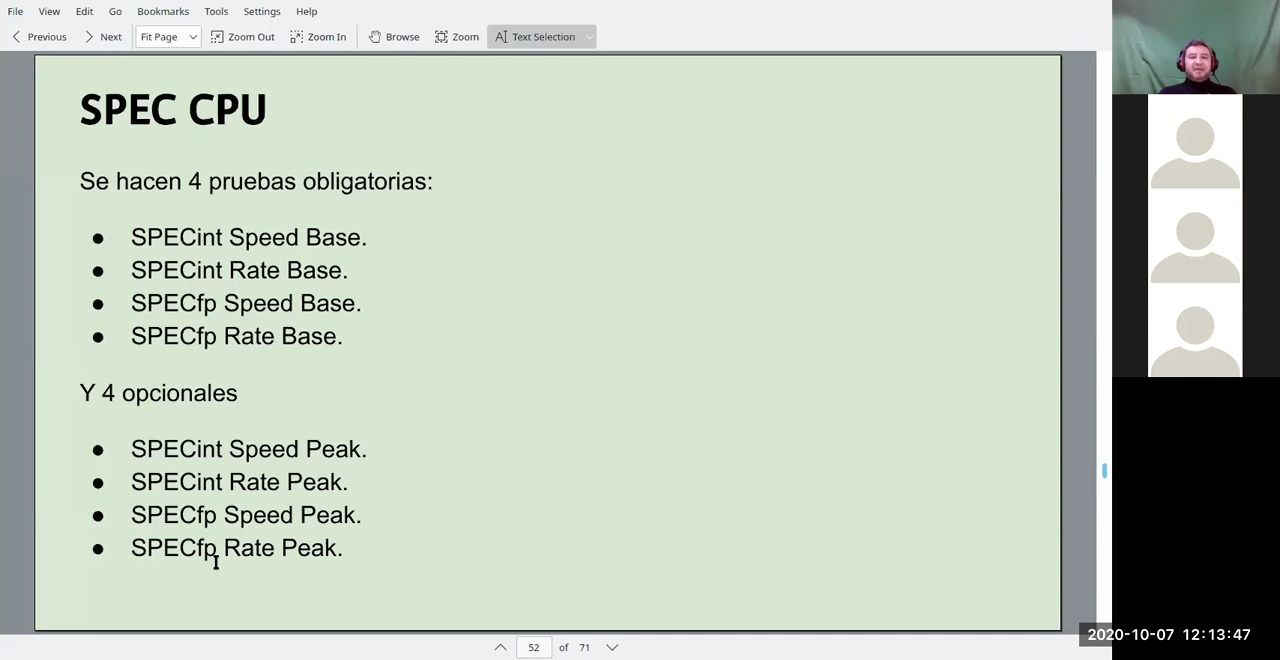 File View Edit Go Bookmarks Tools Settings Help
Previous Next Fit Page Zoom Out Zoom In Browse Zoom Text Selection
SPEC CPU
Se hacen 4 pruebas obligatorias:
● SPECint Speed Base.
● SPECint Rate Base.
● SPECfp Speed Base.
● SPECfp Rate Base.
Y 4 opcionales
● SPECint Speed Peak.
● SPECint Rate Peak.
● SPECfp Speed Peak.
● SPECfp Rate Peak.
52 of 71
2020-10-07 12:13:47